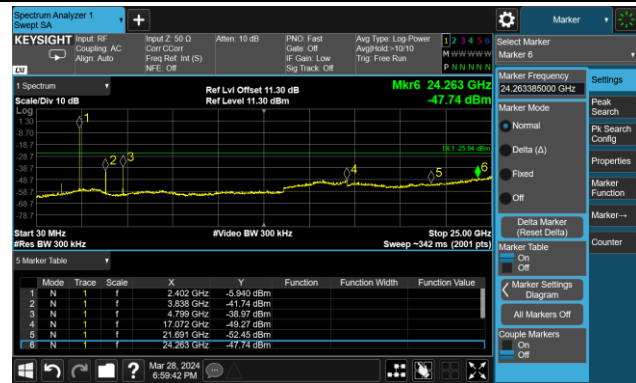 Spectrum Analyzer 1
Swept SA
Marker
KEYSIGHT
Input: RF
Coupling: AC
Align: Auto
Input Z: 50 Ω
Corr CCorr
Freq Ref: Int (S)
NFE: Off
Atten: 10 dB
PNO: Fast
Gate: Off
IF Gain: Low
Sig Track: Off
Avg Type: Log-Power
Avg|Hold:>10/10
Trig: Free Run
1 2 3 4 5 6
M W W W W W
P N N N N N
LXI
1 Spectrum
Scale/Div 10 dB
Ref Lvl Offset 11.30 dB
Ref Level 11.30 dBm
Mkr6 24.263 GHz
-47.74 dBm
Log
1.30
-8.70
-18.7
-28.7
-38.7
-48.7
-58.7
-68.7
-78.7
1
2
3
4
5
6
DL1 -25.94 dBm
Start 30 MHz
#Res BW 300 kHz
#Video BW 300 kHz
Stop 25.00 GHz
Sweep ~342 ms (2001 pts)
5 Marker Table
Mode Trace Scale X Y Function Function Width Function Value
1 N 1 f 2.402 GHz -5.940 dBm
2 N 1 f 3.838 GHz -41.74 dBm
3 N 1 f 4.799 GHz -38.97 dBm
4 N 1 f 17.072 GHz -49.27 dBm
5 N 1 f 21.691 GHz -52.45 dBm
6 N 1 f 24.263 GHz -47.74 dBm
Mar 28, 2024
6:59:42 PM
Select Marker
Marker 6
Marker Frequency
24.263385000 GHz
Marker Mode
Normal
Delta (Δ)
Fixed
Off
Delta Marker
(Reset Delta)
Marker Table
On
Off
Marker Settings
Diagram
All Markers Off
Couple Markers
On
Off
Settings
Peak
Search
Pk Search
Config
Properties
Marker
Function
Marker→
Counter